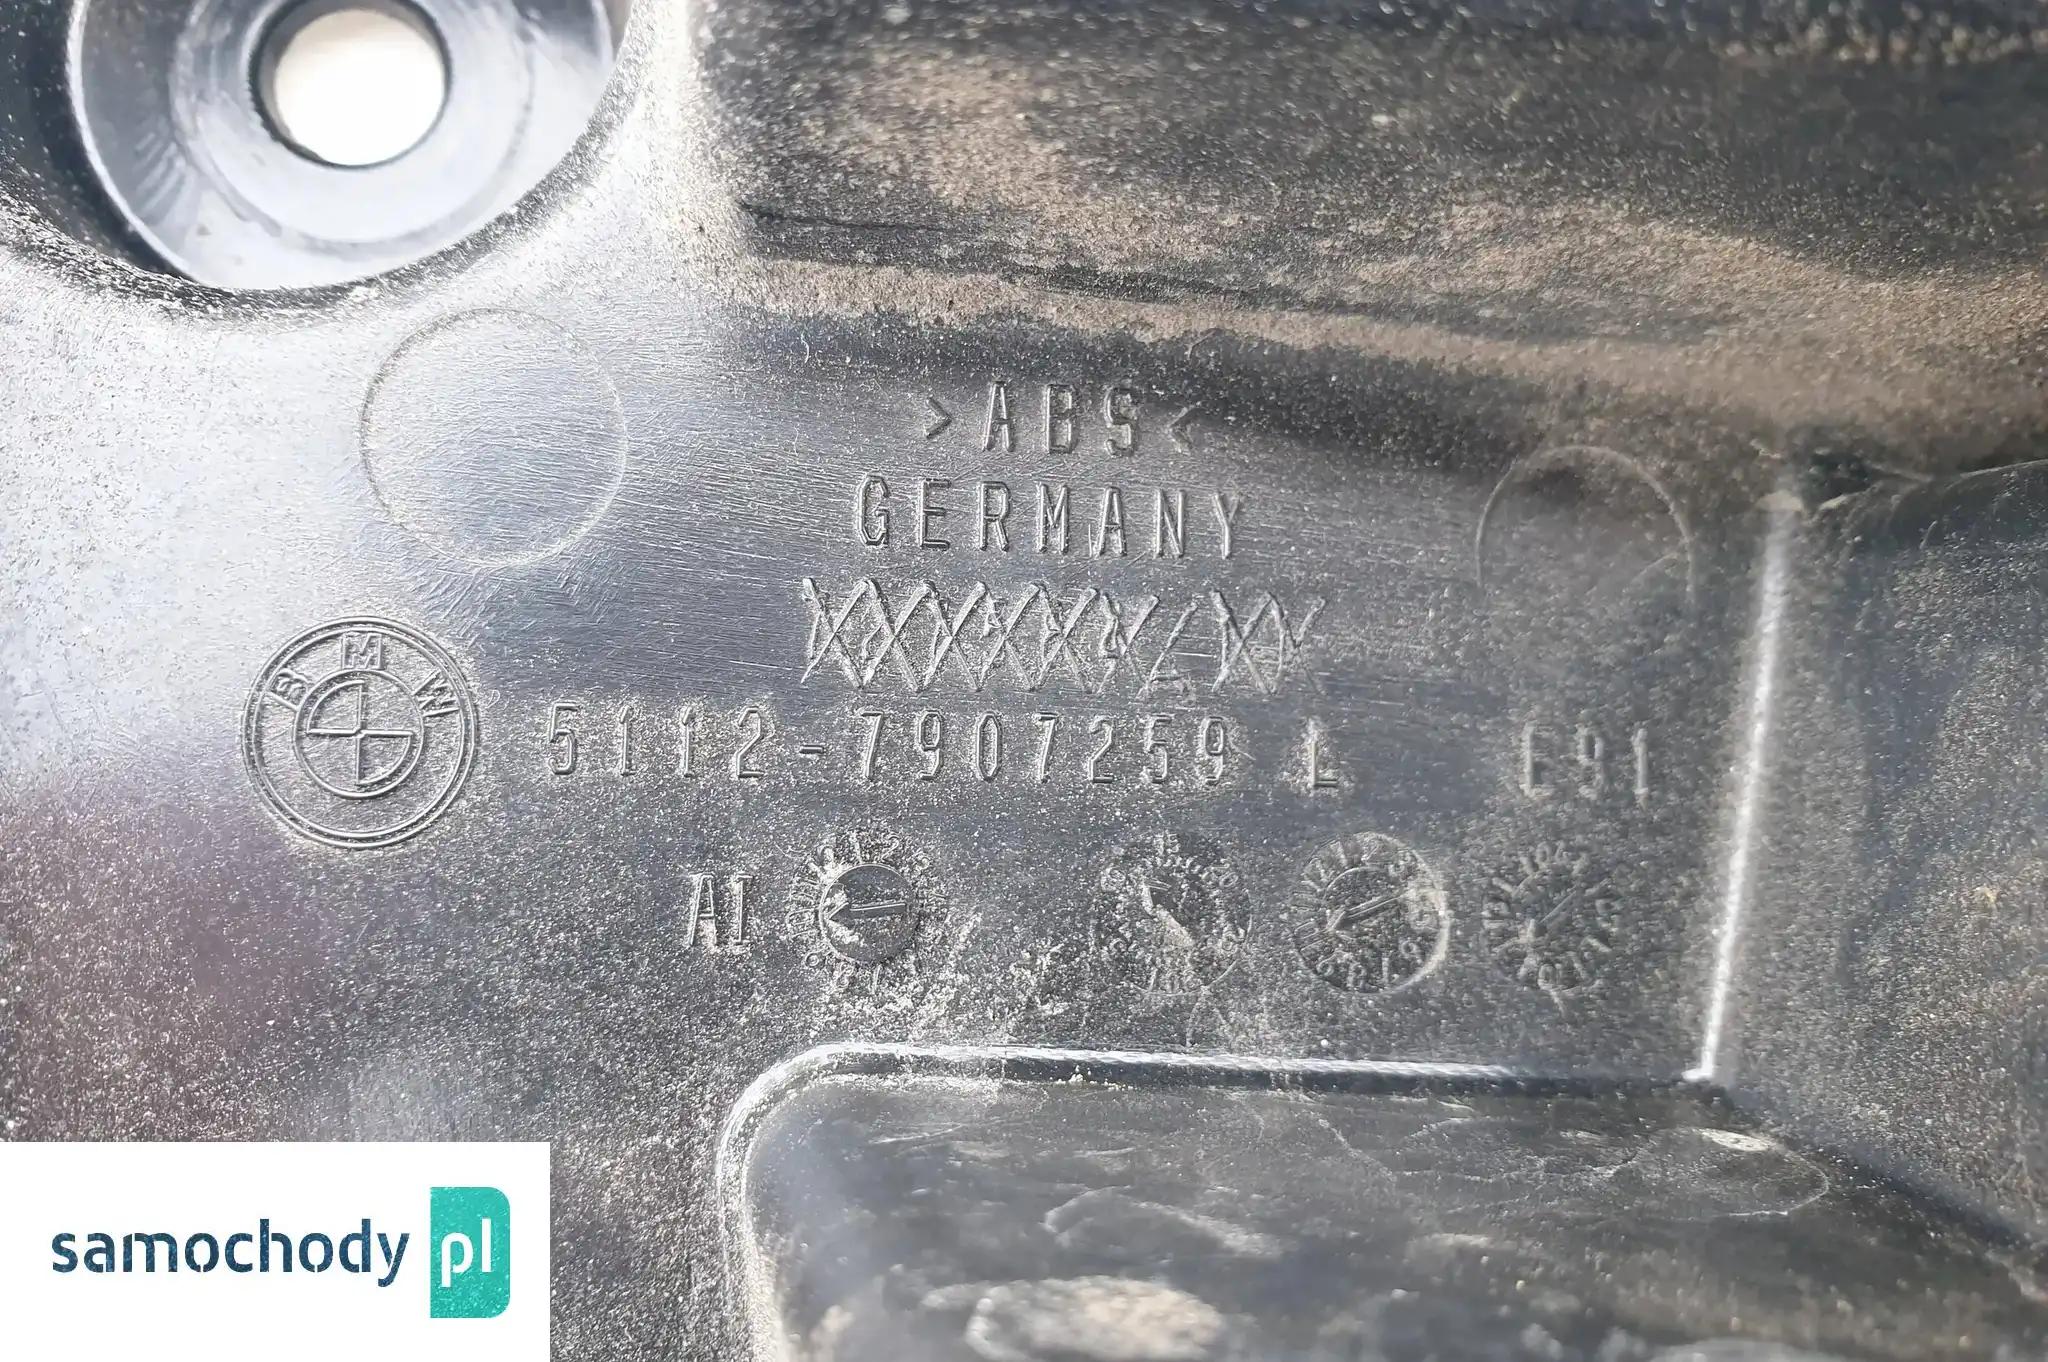 >ABS<
GERMANY
BMW
5112-7907259 L E91
AI
samochody pl